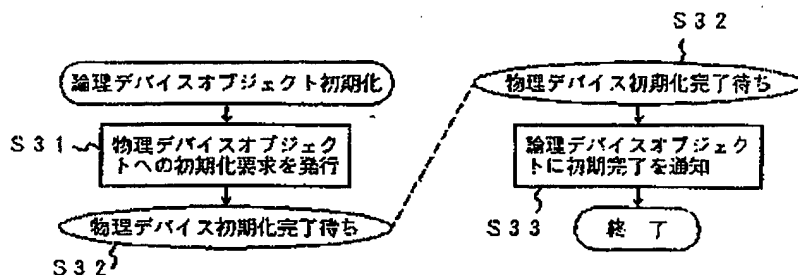 論理デバイスオブジェクト初期化
S31
物理デバイスオブジェク
トへの初期化要求を発行
物理デバイス初期化完了待ち
S32
S32
物理デバイス初期化完了待ち
論理デバイスオブジェク
トに初期完了を通知
S33
終了